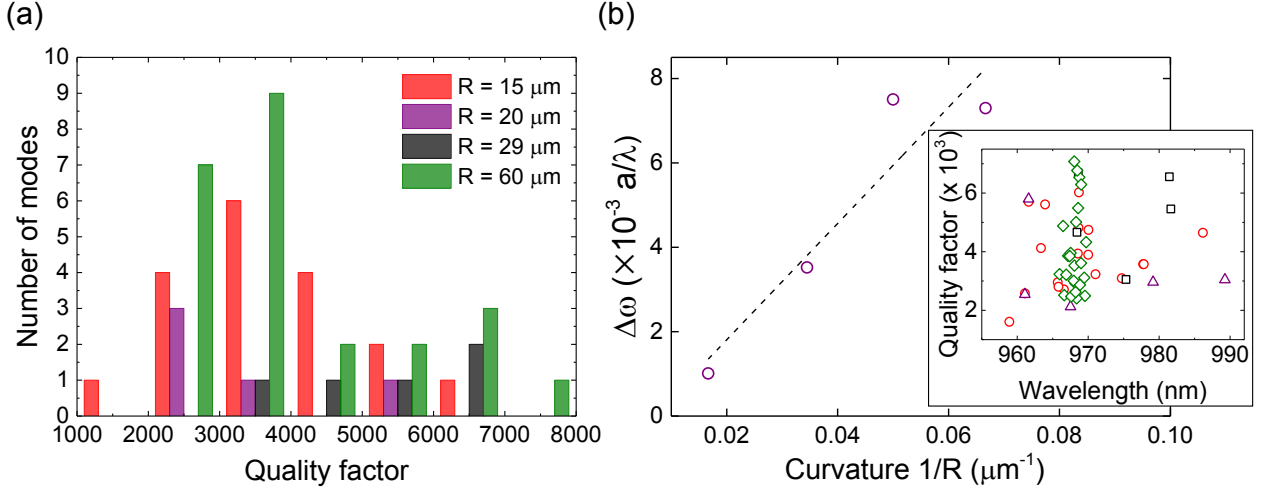 (a)
(b)
10
9
8
7
6
5
4
3
2
1
0
Number of modes
1000 2000 3000 4000 5000 6000 7000 8000
Quality factor
R = 15 μm
R = 20 μm
R = 29 μm
R = 60 μm
8
6
4
2
0
Δω (×10⁻³ a/λ)
0.02 0.04 0.06 0.08 0.10
Curvature 1/R (μm⁻¹)
Quality factor (x 10³)
6
4
2
960 970 980 990
Wavelength (nm)